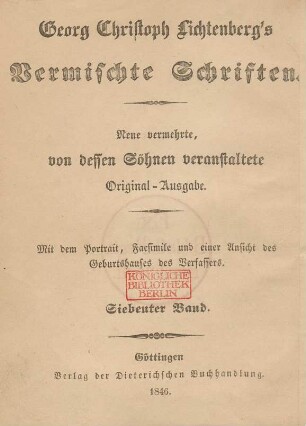 Georg Christoph Lichtenberg's
Vermischte Schriften.
Neue vermehrte,
von dessen Söhnen veranstaltete
Original-Ausgabe.
Mit dem Portrait, Facsimile und einer Ansicht des
Geburtshauses des Verfassers.
KÖNIGLICHE
BIBLIOTHEK
BERLIN
Siebenter Band.
Göttingen
Verlag der Dieterichschen Buchhandlung.
1846.